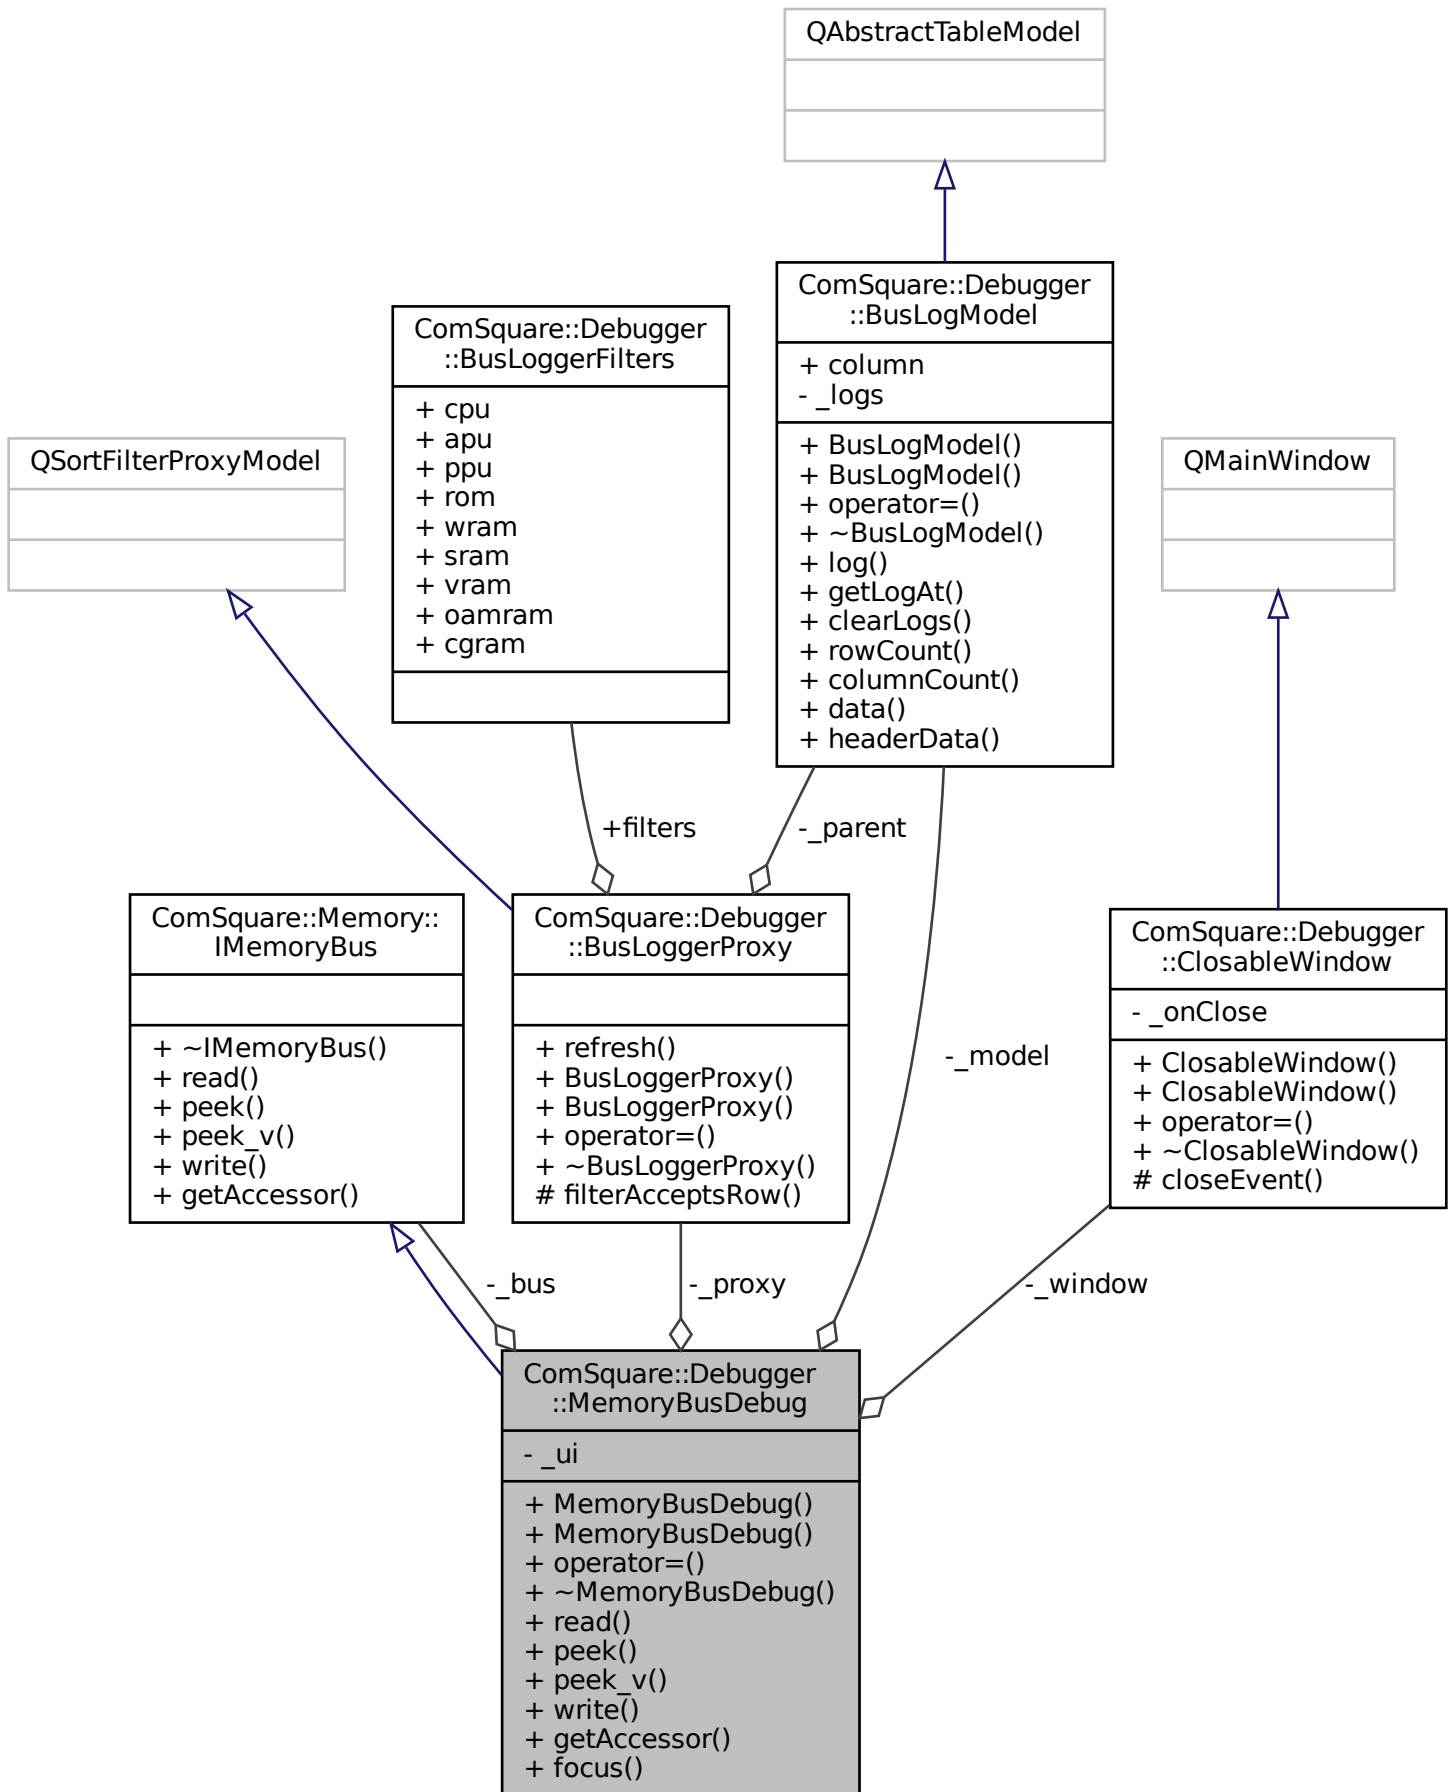 QAbstractTableModel
ComSquare::Debugger
::BusLogModel
+ column
- _logs
+ BusLogModel()
+ BusLogModel()
+ operator=()
+ ~BusLogModel()
+ log()
+ getLogAt()
+ clearLogs()
+ rowCount()
+ columnCount()
+ data()
+ headerData()
ComSquare::Debugger
::BusLoggerFilters
+ cpu
+ apu
+ ppu
+ rom
+ wram
+ sram
+ vram
+ oamram
+ cgram
QSortFilterProxyModel
QMainWindow
+filters
-_parent
ComSquare::Memory::
IMemoryBus
+ ~IMemoryBus()
+ read()
+ peek()
+ peek_v()
+ write()
+ getAccessor()
ComSquare::Debugger
::BusLoggerProxy
+ refresh()
+ BusLoggerProxy()
+ BusLoggerProxy()
+ operator=()
+ ~BusLoggerProxy()
# filterAcceptsRow()
-_model
ComSquare::Debugger
::ClosableWindow
- _onClose
+ ClosableWindow()
+ ClosableWindow()
+ operator=()
+ ~ClosableWindow()
# closeEvent()
-_bus
-_proxy
-_window
ComSquare::Debugger
::MemoryBusDebug
- _ui
+ MemoryBusDebug()
+ MemoryBusDebug()
+ operator=()
+ ~MemoryBusDebug()
+ read()
+ peek()
+ peek_v()
+ write()
+ getAccessor()
+ focus()